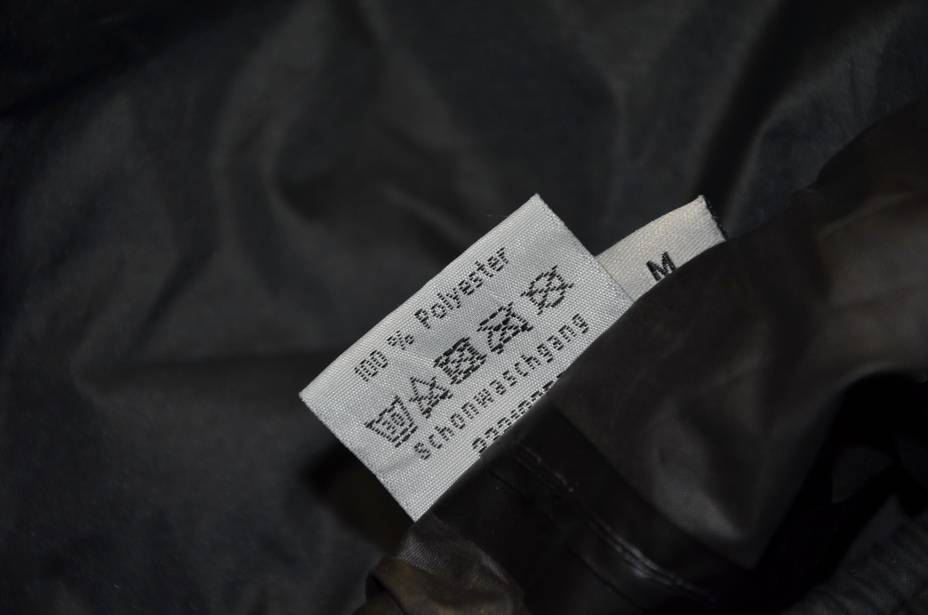 100 % Polyester
schonwaschgang
M